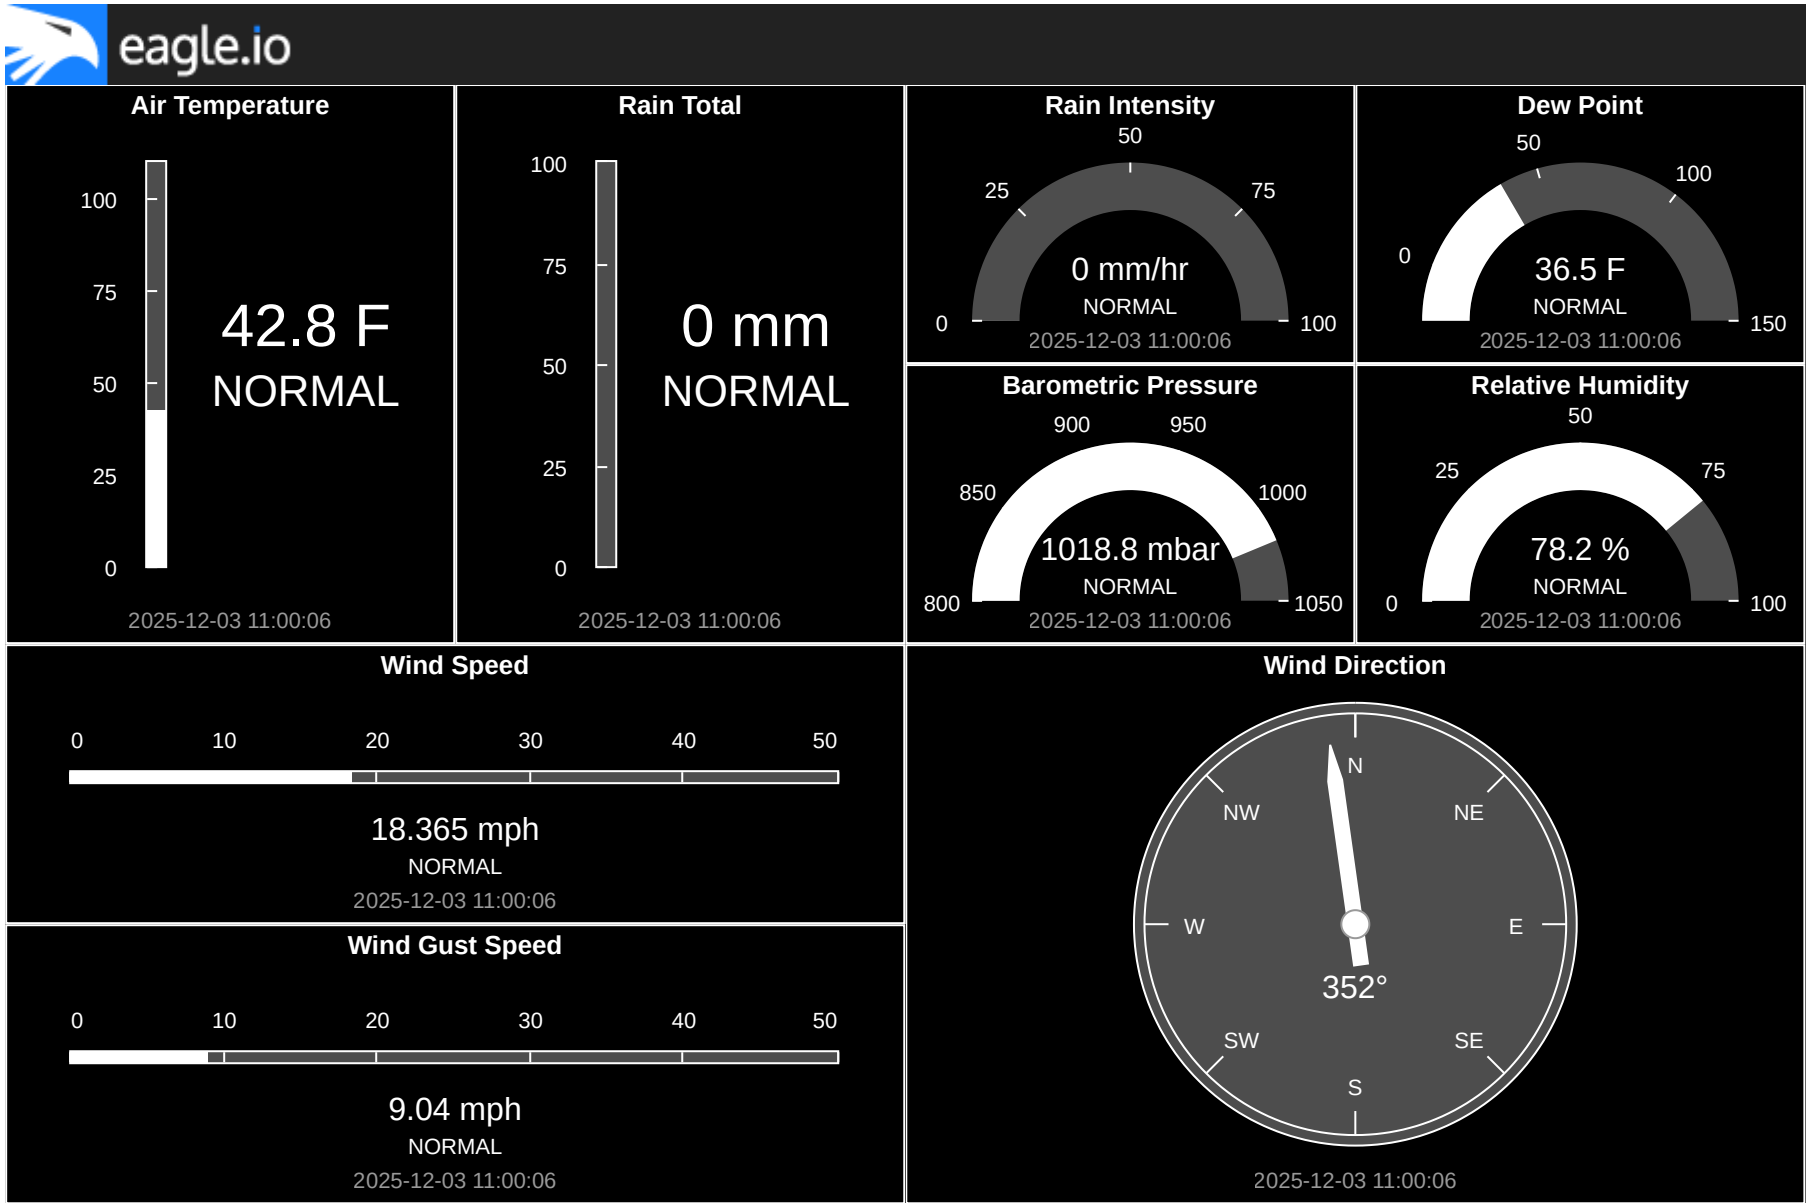 eagle.io
Air Temperature
100
75
50
25
0
42.8 F
NORMAL
2025-12-03 11:00:06
Rain Total
100
75
50
25
0
0 mm
NORMAL
2025-12-03 11:00:06
Rain Intensity
50
25
75
0
100
0 mm/hr
NORMAL
2025-12-03 11:00:06
Dew Point
50
100
0
150
36.5 F
NORMAL
2025-12-03 11:00:06
Barometric Pressure
900
950
850
1000
800
1050
1018.8 mbar
NORMAL
2025-12-03 11:00:06
Relative Humidity
50
25
75
0
100
78.2 %
NORMAL
2025-12-03 11:00:06
Wind Speed
0 10 20 30 40 50
18.365 mph
NORMAL
2025-12-03 11:00:06
Wind Gust Speed
0 10 20 30 40 50
9.04 mph
NORMAL
2025-12-03 11:00:06
Wind Direction
N
NW
NE
W
E
352°
SW
SE
S
2025-12-03 11:00:06